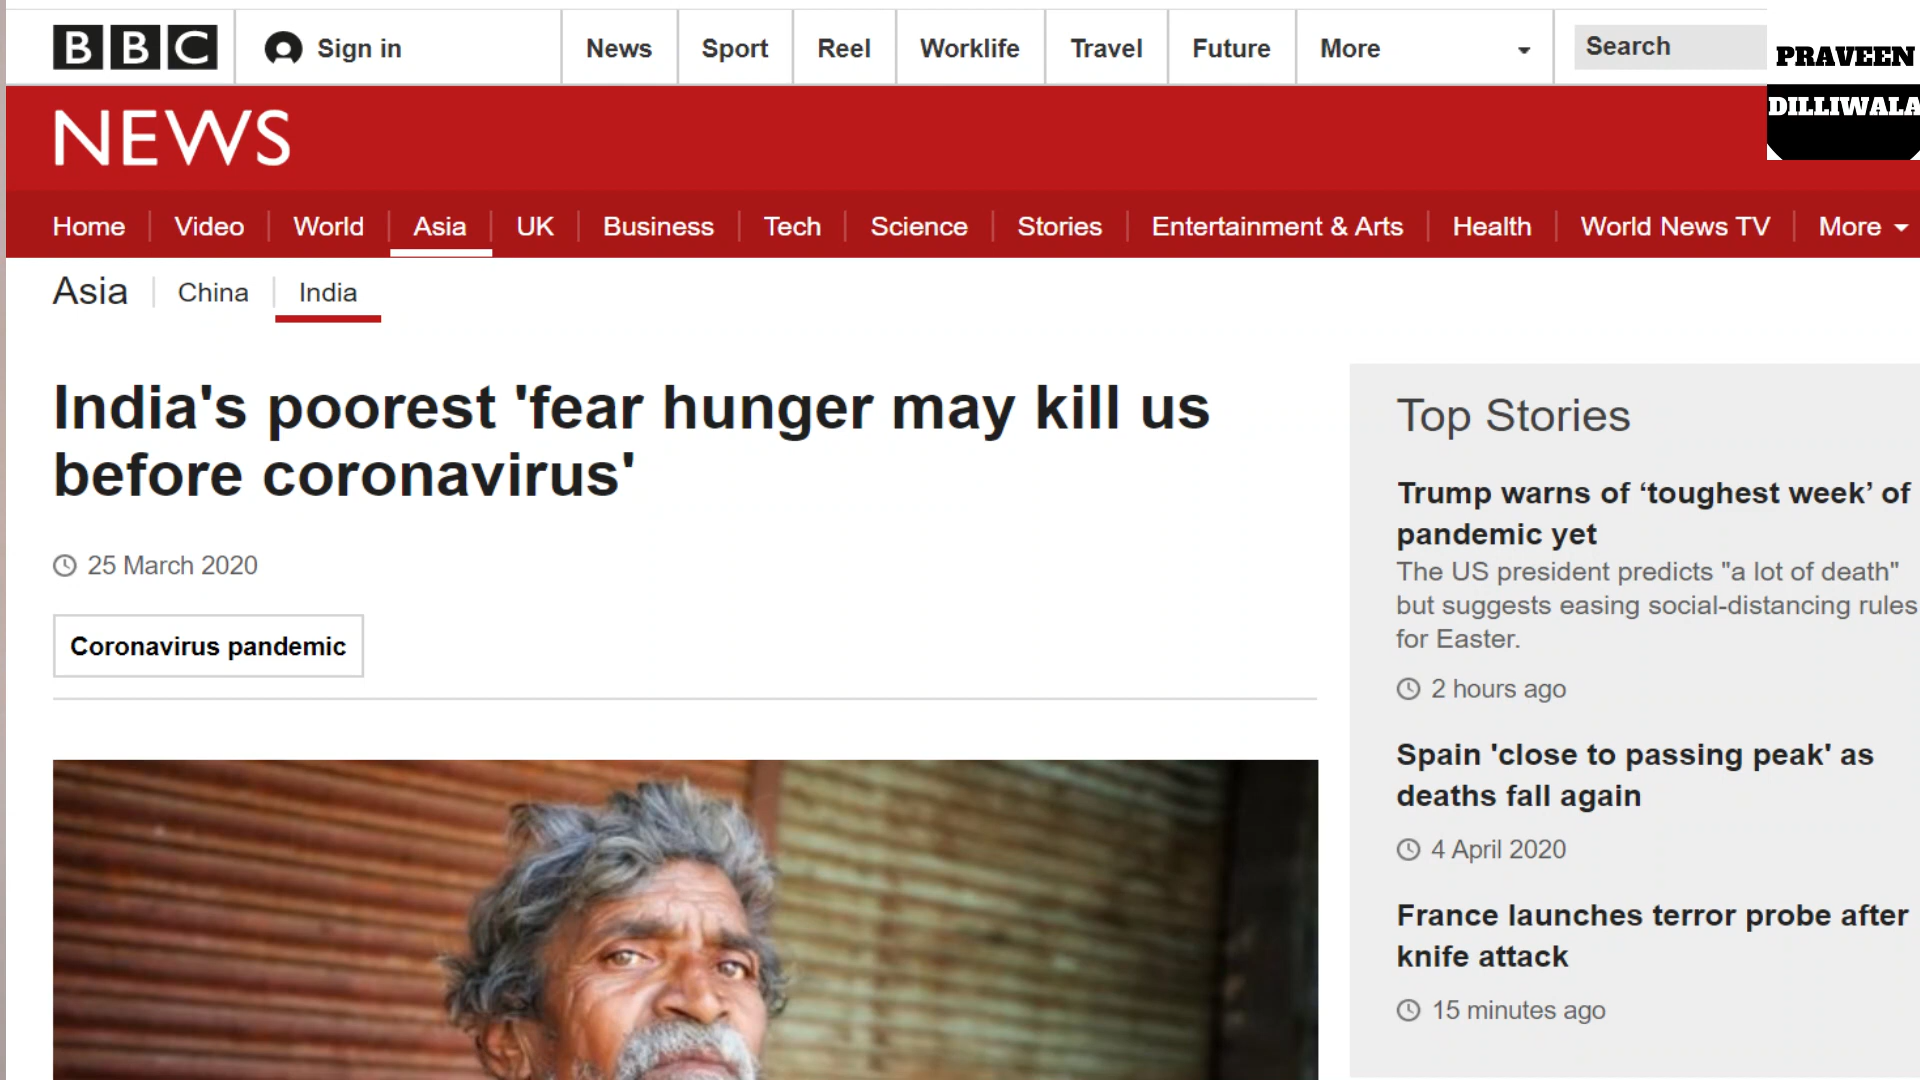 BBC Sign in News Sport Reel Worklife Travel Future More Search
PRAVEEN
DILLIWALA
NEWS
Home Video World Asia UK Business Tech Science Stories Entertainment & Arts Health World News TV More
Asia China India
India's poorest 'fear hunger may kill us
before coronavirus'
25 March 2020
Coronavirus pandemic
Top Stories
Trump warns of ‘toughest week’ of
pandemic yet
The US president predicts "a lot of death"
but suggests easing social-distancing rules
for Easter.
2 hours ago
Spain 'close to passing peak' as
deaths fall again
4 April 2020
France launches terror probe after
knife attack
15 minutes ago